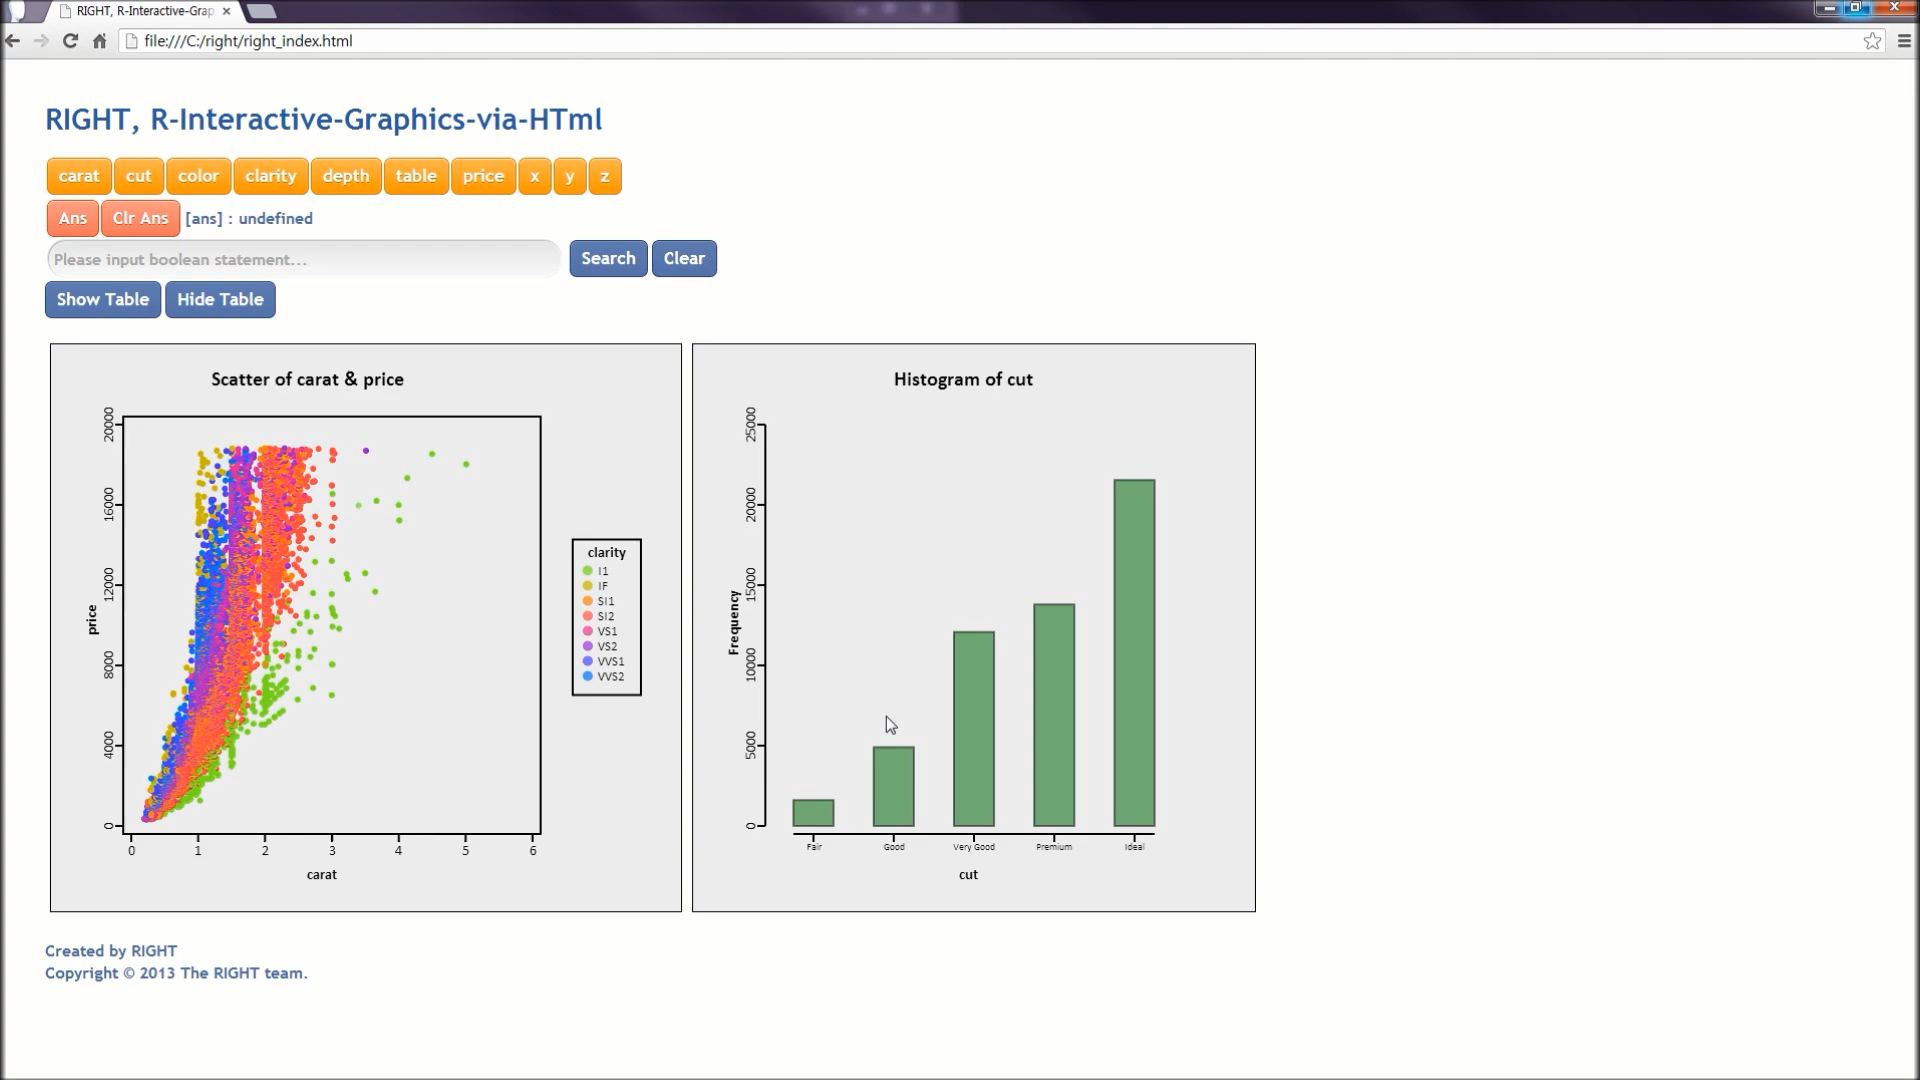 RIGHT, R-Interactive-Grap
file:///C:/right/right_index.html
RIGHT, R-Interactive-Graphics-via-HTml
carat cut color clarity depth table price x y z
Ans Clr Ans [ans] : undefined
Please input boolean statement... Search Clear
Show Table Hide Table
Scatter of carat & price
20000
16000
12000
8000
4000
0
price
0 1 2 3 4 5 6
carat
clarity
I1
IF
SI1
SI2
VS1
VS2
VVS1
VVS2
Histogram of cut
25000
20000
15000
10000
5000
0
Frequency
Fair Good Very Good Premium Ideal
cut
Created by RIGHT
Copyright © 2013 The RIGHT team.